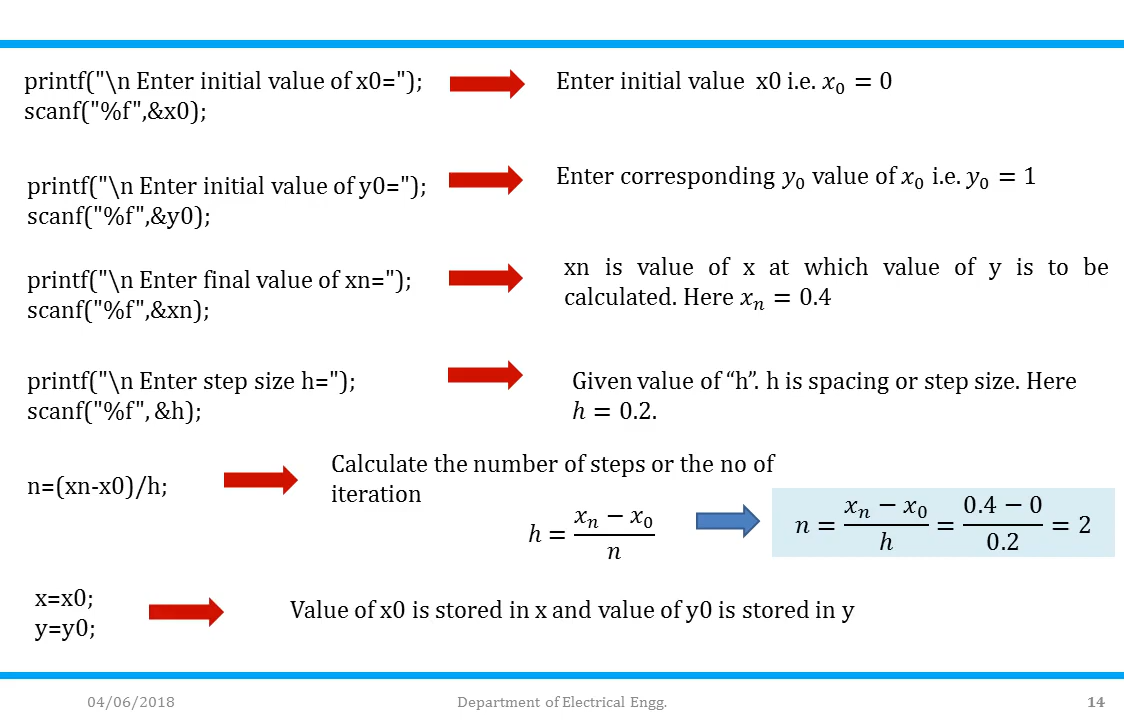 printf("\n Enter initial value of x0=");
scanf("%f",&x0);
Enter initial value x0 i.e. x₀ = 0
printf("\n Enter initial value of y0=");
scanf("%f",&y0);
Enter corresponding y₀ value of x₀ i.e. y₀ = 1
printf("\n Enter final value of xn=");
scanf("%f",&xn);
xn is value of x at which value of y is to be
calculated. Here xₙ = 0.4
printf("\n Enter step size h=");
scanf("%f", &h);
Given value of “h”. h is spacing or step size. Here
h = 0.2.
n=(xn-x0)/h;
Calculate the number of steps or the no of
iteration
h = (xₙ − x₀)/n
n = (xₙ − x₀)/h = (0.4 − 0)/0.2 = 2
x=x0;
y=y0;
Value of x0 is stored in x and value of y0 is stored in y
04/06/2018
Department of Electrical Engg.
14